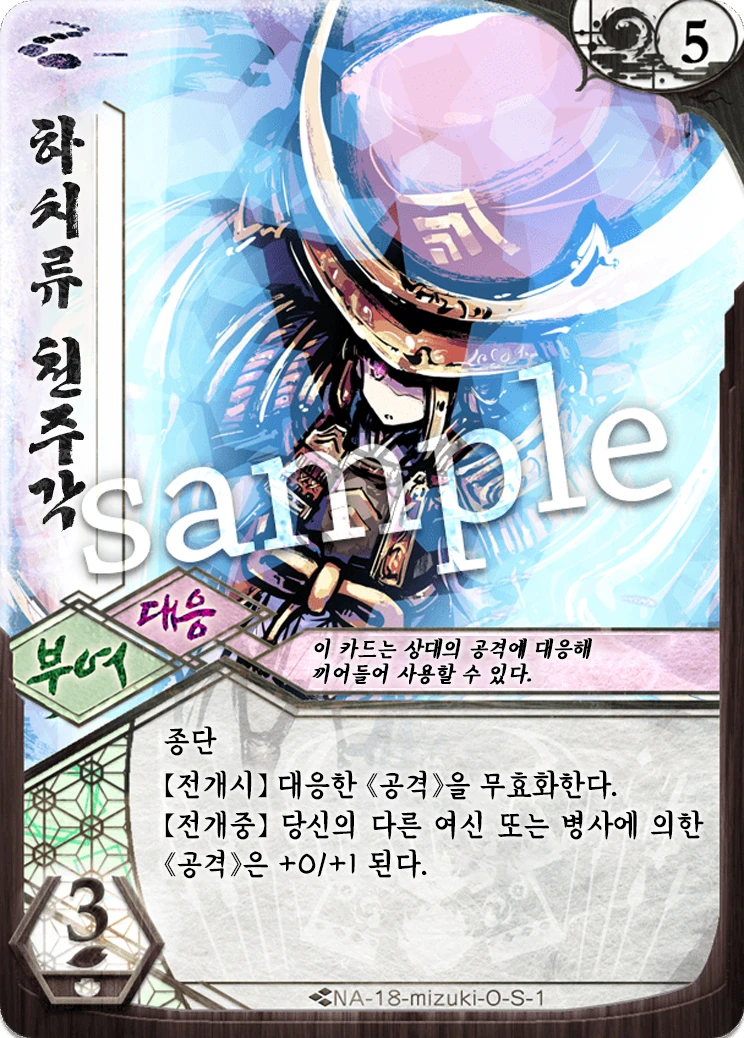 5
하치류 천주각
sample
대응
부여
이 카드는 상대의 공격에 대응해
끼어들어 사용할 수 있다.
종단
【전개시】 대응한 《공격》을 무효화한다.
【전개중】 당신의 다른 여신 또는 병사에 의한
《공격》은 +0/+1 된다.
3
NA-18-mizuki-O-S-1